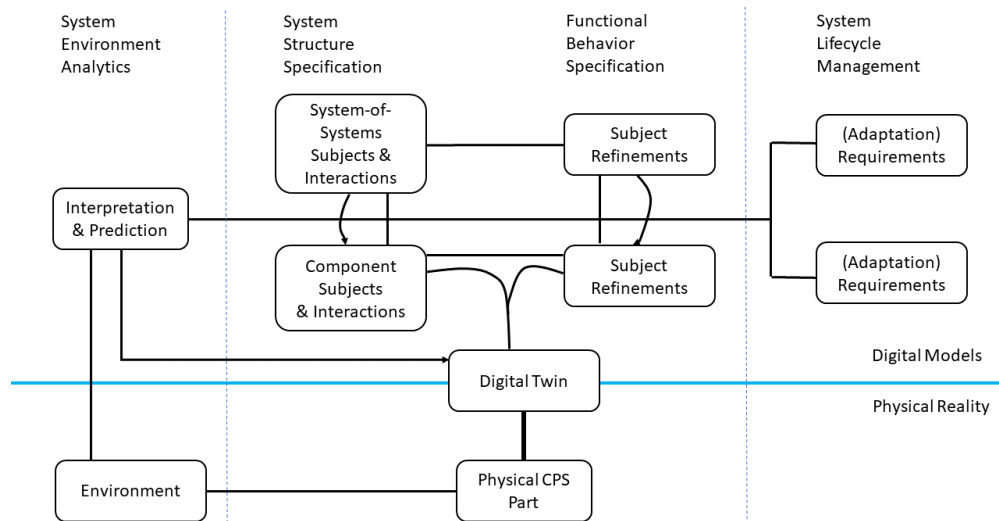 System
Environment
Analytics
System
Structure
Specification
Functional
Behavior
Specification
System
Lifecycle
Management
System-of-
Systems
Subjects &
Interactions
Subject
Refinements
(Adaptation)
Requirements
Interpretation
& Prediction
Component
Subjects
& Interactions
Subject
Refinements
(Adaptation)
Requirements
Digital Models
Digital Twin
Physical Reality
Environment
Physical CPS
Part